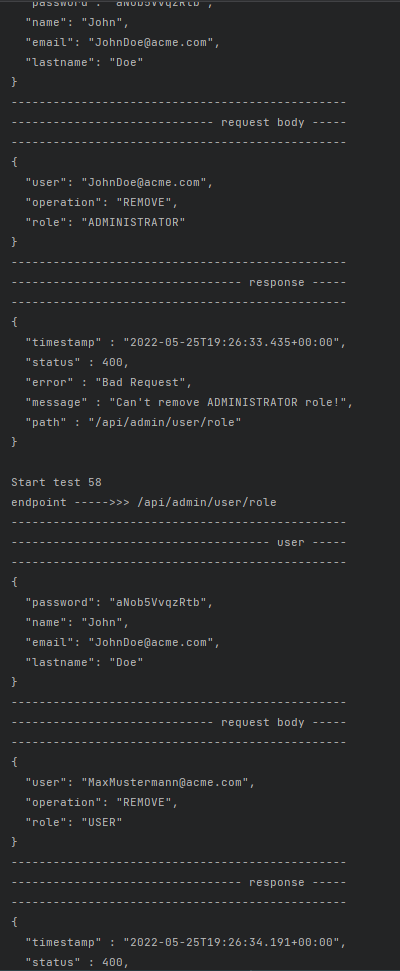 "password": "aNob5VvqzRtb",
"name": "John",
"email": "JohnDoe@acme.com",
"lastname": "Doe"
}
------------------------------------------------
----------------------------- request body -----
------------------------------------------------
{
"user": "JohnDoe@acme.com",
"operation": "REMOVE",
"role": "ADMINISTRATOR"
}
------------------------------------------------
--------------------------------- response -----
------------------------------------------------
{
"timestamp" : "2022-05-25T19:26:33.435+00:00",
"status" : 400,
"error" : "Bad Request",
"message" : "Can't remove ADMINISTRATOR role!",
"path" : "/api/admin/user/role"
}
Start test 58
endpoint ----->>> /api/admin/user/role
------------------------------------------------
------------------------------------- user -----
------------------------------------------------
{
"password": "aNob5VvqzRtb",
"name": "John",
"email": "JohnDoe@acme.com",
"lastname": "Doe"
}
------------------------------------------------
----------------------------- request body -----
------------------------------------------------
{
"user": "MaxMustermann@acme.com",
"operation": "REMOVE",
"role": "USER"
}
------------------------------------------------
--------------------------------- response -----
------------------------------------------------
{
"timestamp" : "2022-05-25T19:26:34.191+00:00",
"status" : 400,